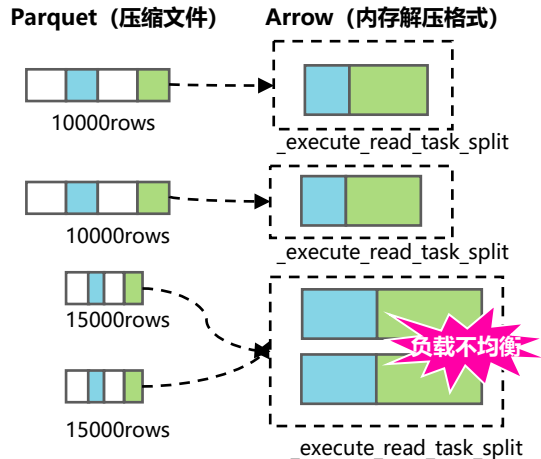 Parquet（压缩文件） Arrow（内存解压格式）
10000rows
_execute_read_task_split
10000rows
_execute_read_task_split
15000rows
负载不均衡
15000rows
_execute_read_task_split